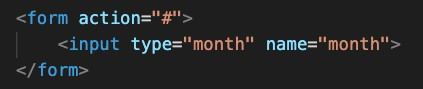 <form action="#">
    <input type="month" name="month">
</form>